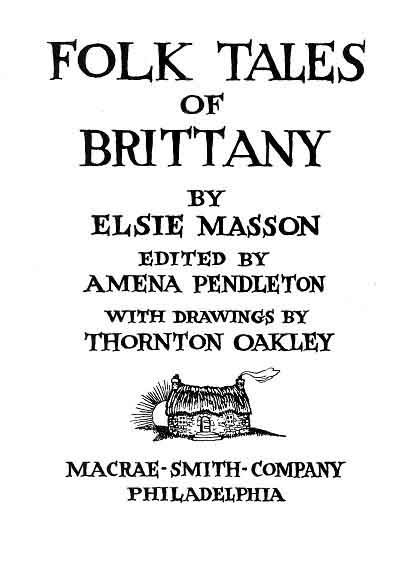 FOLK TALES
OF
BRITTANY
BY
ELSIE MASSON
EDITED BY
AMENA PENDLETON
WITH DRAWINGS BY
THORNTON OAKLEY
MACRAE-SMITH-COMPANY
PHILADELPHIA